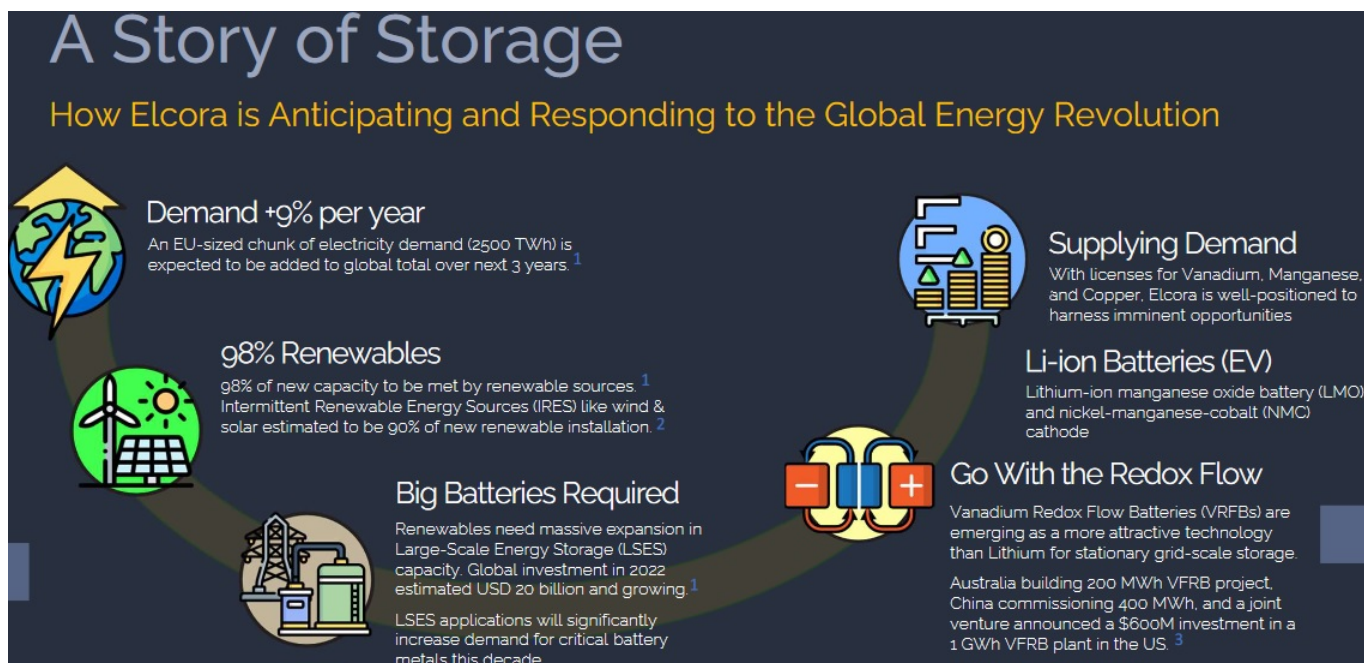 A Story of Storage
How Elcora is Anticipating and Responding to the Global Energy Revolution
Demand +9% per year
An EU-sized chunk of electricity demand (2500 TWh) is
expected to be added to global total over next 3 years. 1
98% Renewables
98% of new capacity to be met by renewable sources. 1
Intermittent Renewable Energy Sources (IRES) like wind &
solar estimated to be 90% of new renewable installation. 2
Big Batteries Required
Renewables need massive expansion in
Large-Scale Energy Storage (LSES)
capacity. Global investment in 2022
estimated USD 20 billion and growing. 1
LSES applications will significantly
increase demand for critical battery
metals this decade
Supplying Demand
With licenses for Vanadium, Manganese,
and Copper, Elcora is well-positioned to
harness imminent opportunities
Li-ion Batteries (EV)
Lithium-ion manganese oxide battery (LMO)
and nickel-manganese-cobalt (NMC)
cathode
Go With the Redox Flow
Vanadium Redox Flow Batteries (VRFBs) are
emerging as a more attractive technology
than Lithium for stationary grid-scale storage.
Australia building 200 MWh VFRB project,
China commissioning 400 MWh, and a joint
venture announced a $600M investment in a
1 GWh VFRB plant in the US. 3